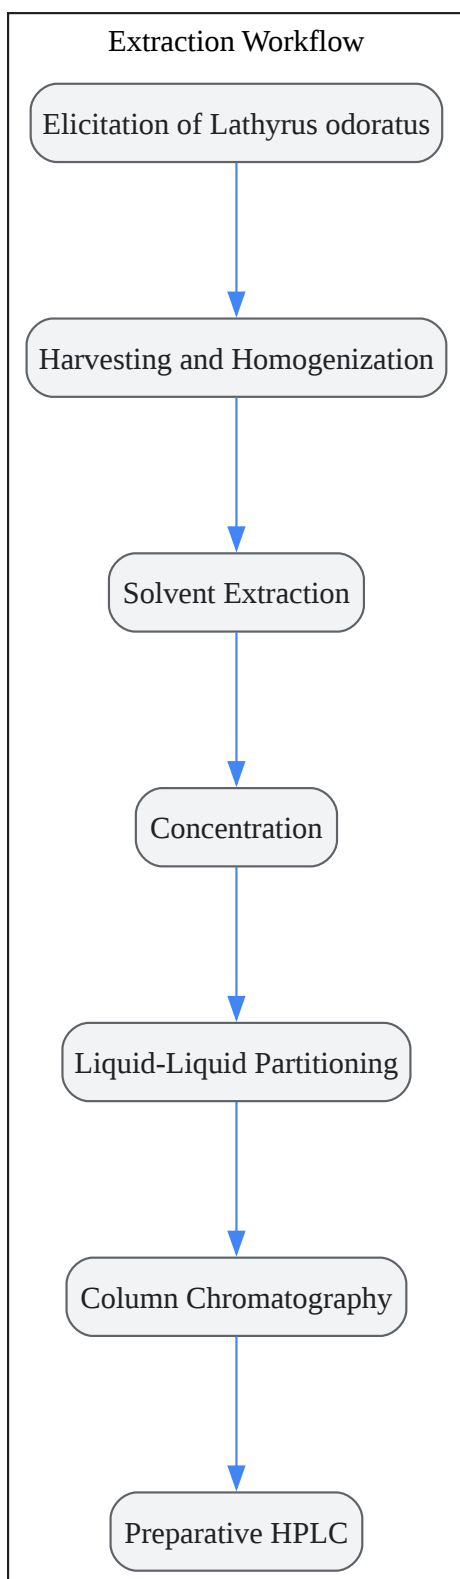 Extraction Workflow
Elicitation of Lathyrus odoratus
Harvesting and Homogenization
Solvent Extraction
Concentration
Liquid-Liquid Partitioning
Column Chromatography
Preparative HPLC